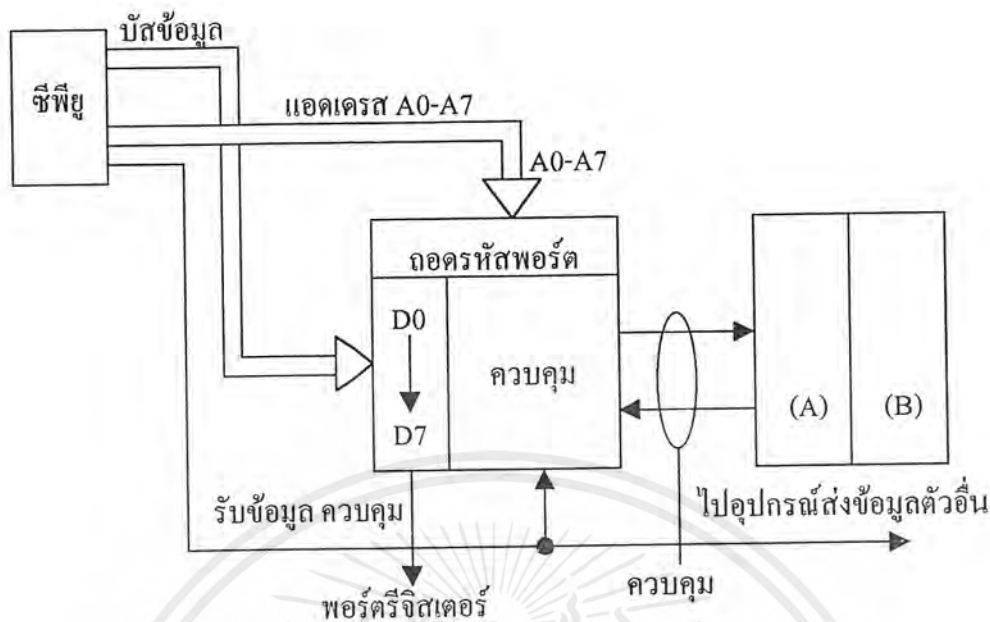 บัสข้อมูล
ซีพียู
แอดเดรส A0-A7
A0-A7
ถอดรหัสพอร์ต
D0
ควบคุม
D7
(A)
(B)
รับข้อมูล ควบคุม
ไปอุปกรณ์ส่งข้อมูลตัวอื่น
พอร์ตรีจิสเตอร์
ควบคุม